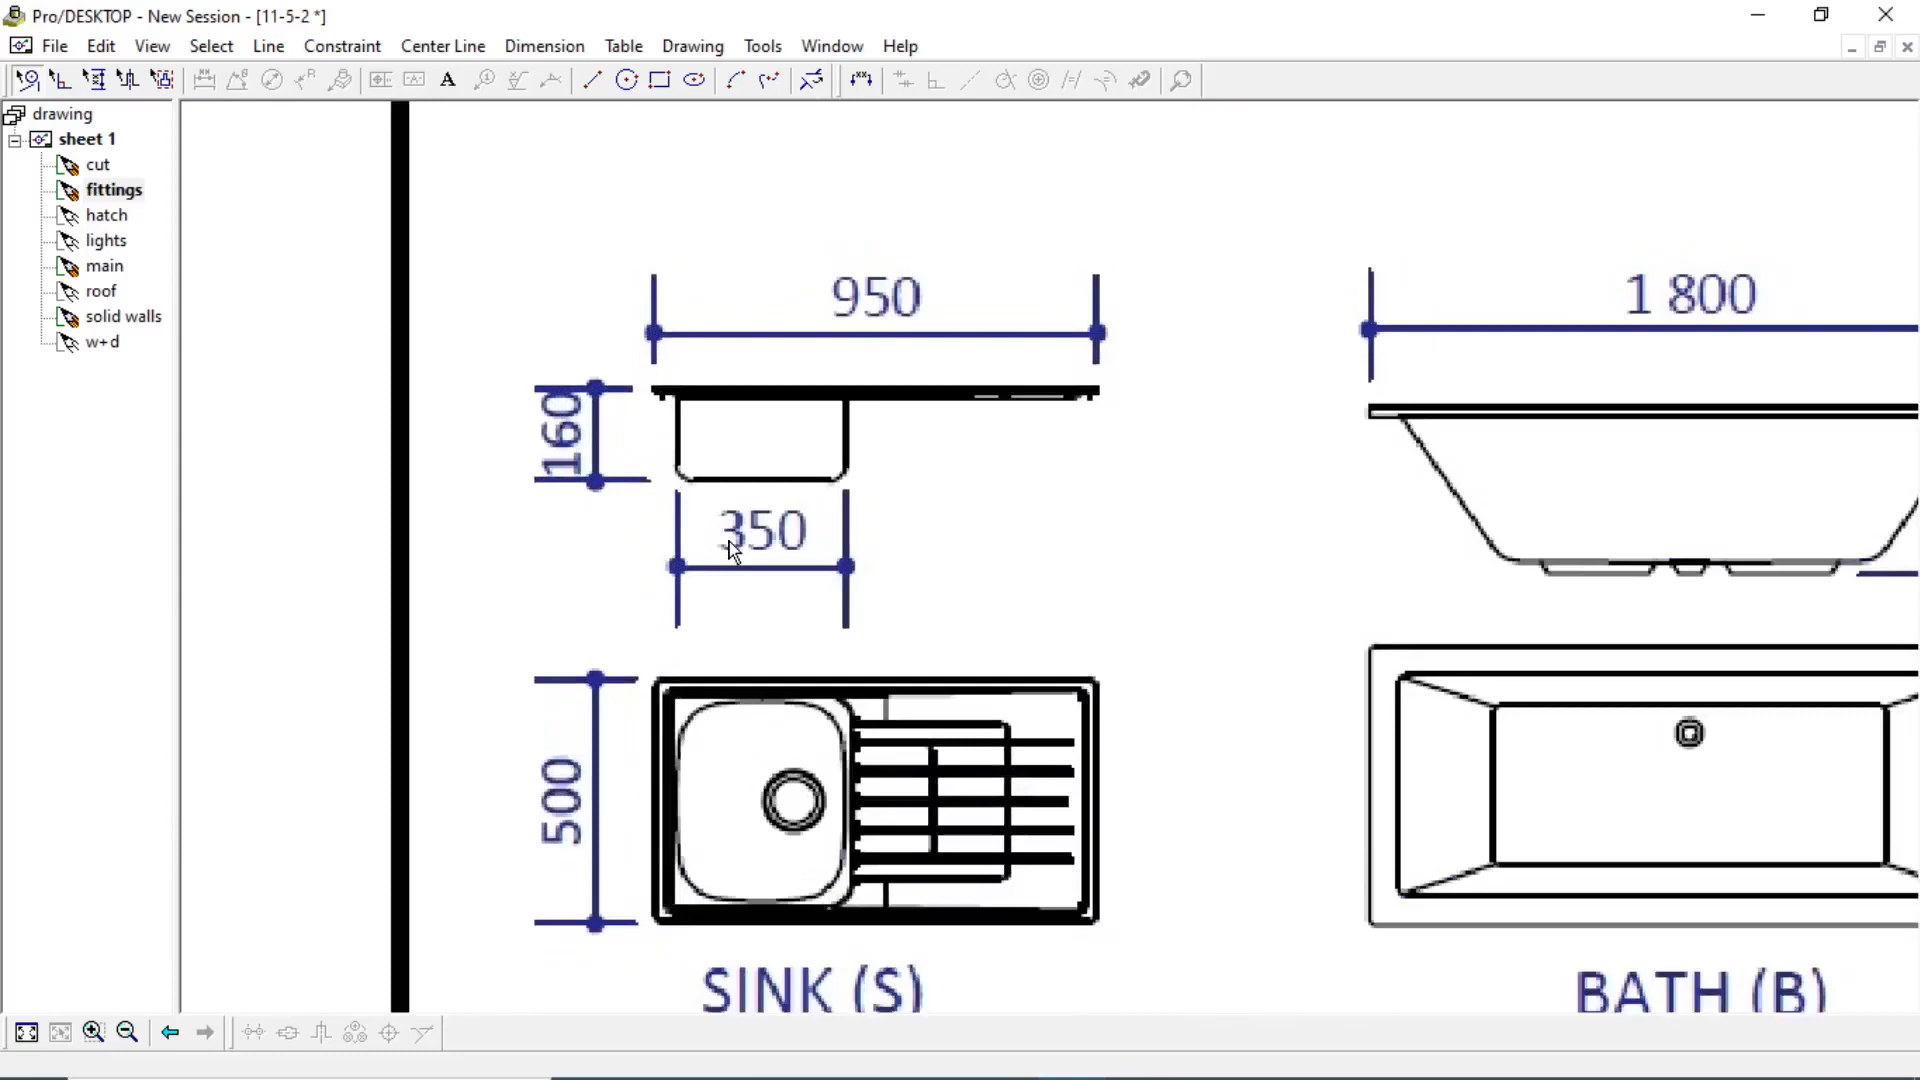 Pro/DESKTOP - New Session - [11-5-2 *]
File Edit View Select Line Constraint Center Line Dimension Table Drawing Tools Window Help
drawing
sheet 1
cut
fittings
hatch
lights
main
roof
solid walls
w+d
950
1 800
160
350
500
SINK (S)
BATH (B)